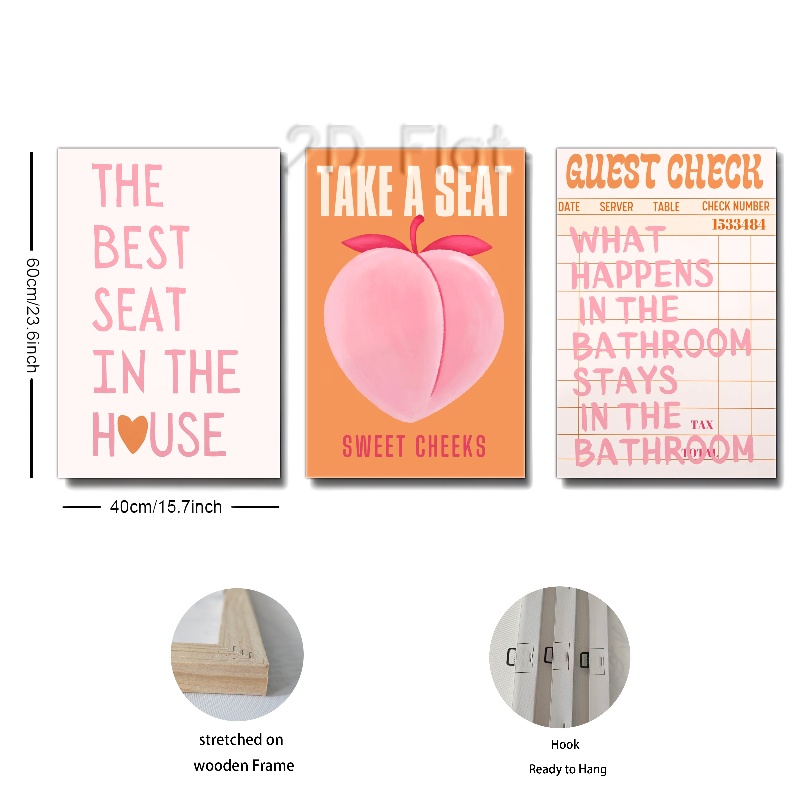 2D Flat
THE
BEST
SEAT
IN THE
H🧡USE
TAKE A SEAT
SWEET CHEEKS
GUEST CHECK
DATE SERVER TABLE CHECK NUMBER
1533484
WHAT
HAPPENS
IN THE
BATHROOM
STAYS
IN THE
TAX
BATHROOM
TOTAL
60cm/23.6inch
40cm/15.7inch
stretched on
wooden Frame
Hook
Ready to Hang